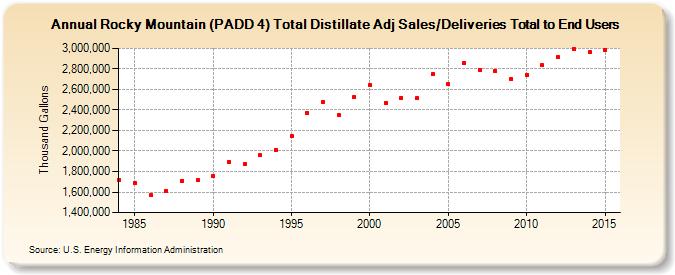 Annual Rocky Mountain (PADD 4) Total Distillate Adj Sales/Deliveries Total to End Users
Thousand Gallons
3,000,000
2,800,000
2,600,000
2,400,000
2,200,000
2,000,000
1,800,000
1,600,000
1,400,000
1985 1990 1995 2000 2005 2010 2015
Source: U.S. Energy Information Administration